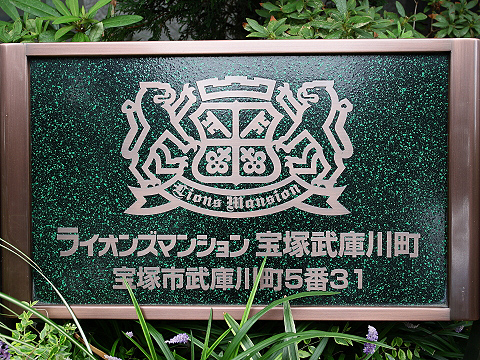 Lions Mansion
ライオンズマンション 宝塚武庫川町
宝塚市武庫川町5番31